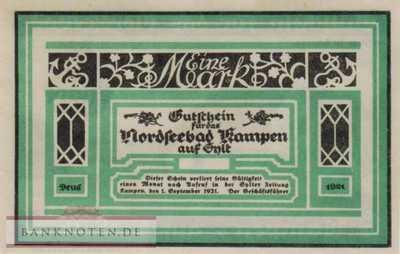 Eine
Mark
Gutschein
für das
Nordseebad Kampen
auf Sylt
Dieser Schein verliert seine Gültigkeit
einen Monat nach Aufruf in der Sylter Zeitung
Kampen, den 1. September 1921. Der Geschäftsführer
1921
BANKNOTEN.DE